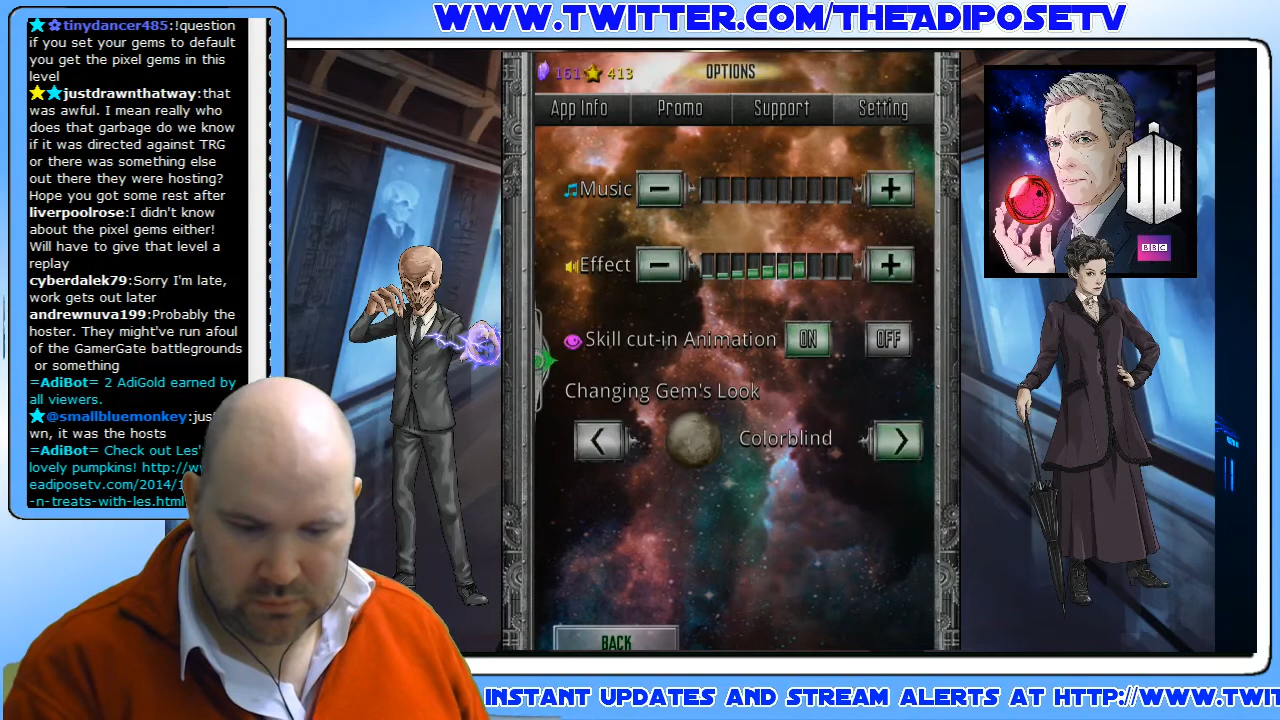 WWW.TWITTER.COM/THEADIPOSETV
tinydancer485:!question
if you set your gems to default
you get the pixel gems in this
level
justdrawnthatway:that
was awful. I mean really who
does that garbage do we know
if it was directed against TRG
or there was something else
out there they were hosting?
Hope you got some rest after
liverpoolrose:I didn't know
about the pixel gems either!
Will have to give that level a
replay
cyberdalek79:Sorry I'm late,
work gets out later
andrewnuva199:Probably the
hoster. They might've run afoul
of the GamerGate battlegrounds
or something
=AdiBot= 2 AdiGold earned by
all viewers.
@smallbluemonkey:jus
wn, it was the hosts
=AdiBot= Check out Les'
lovely pumpkins! http://w
eadiposetv.com/2014/1
-n-treats-with-les.html
161 413
OPTIONS
App Info Promo Support Setting
Music − +
Effect − +
Skill cut-in Animation ON OFF
Changing Gem's Look
Colorblind
BACK
DW
BBC
INSTANT UPDATES AND STREAM ALERTS AT HTTP://WWW.TWIT